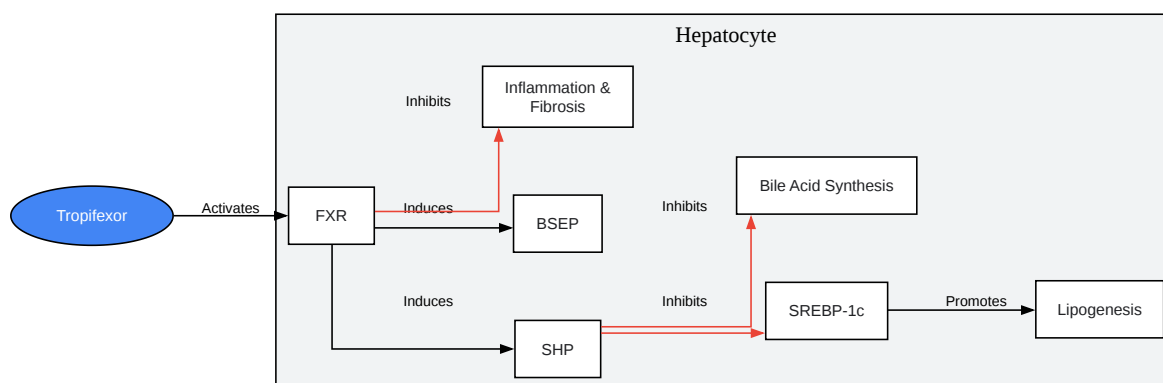 Hepatocyte
Inhibits
Inflammation &
Fibrosis
Bile Acid Synthesis
Tropifexor
Activates
FXR
Induces
BSEP
Inhibits
Induces
Inhibits
SREBP-1c
Promotes
Lipogenesis
SHP